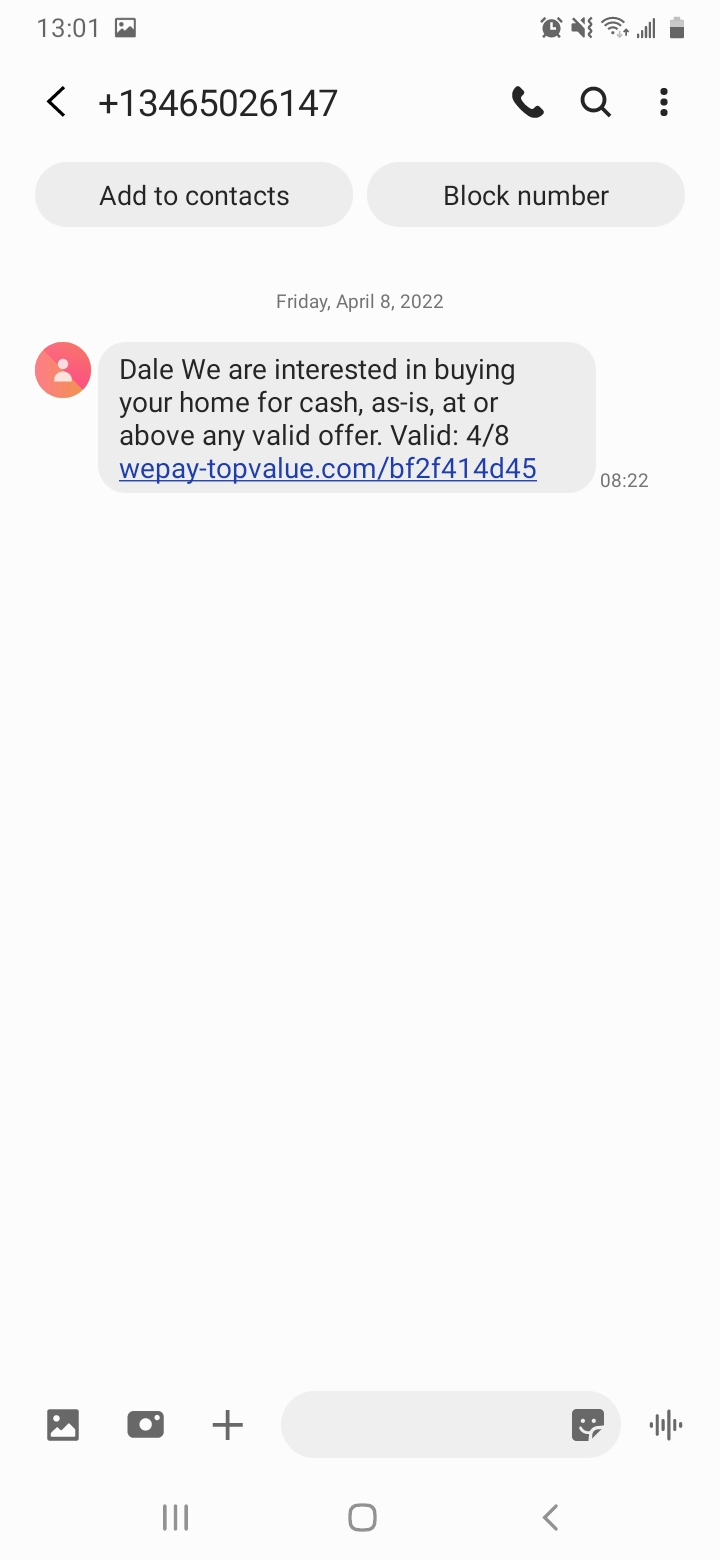 13:01
+13465026147
Add to contacts
Block number
Friday, April 8, 2022
Dale We are interested in buying
your home for cash, as-is, at or
above any valid offer. Valid: 4/8
wepay-topvalue.com/bf2f414d45
08:22